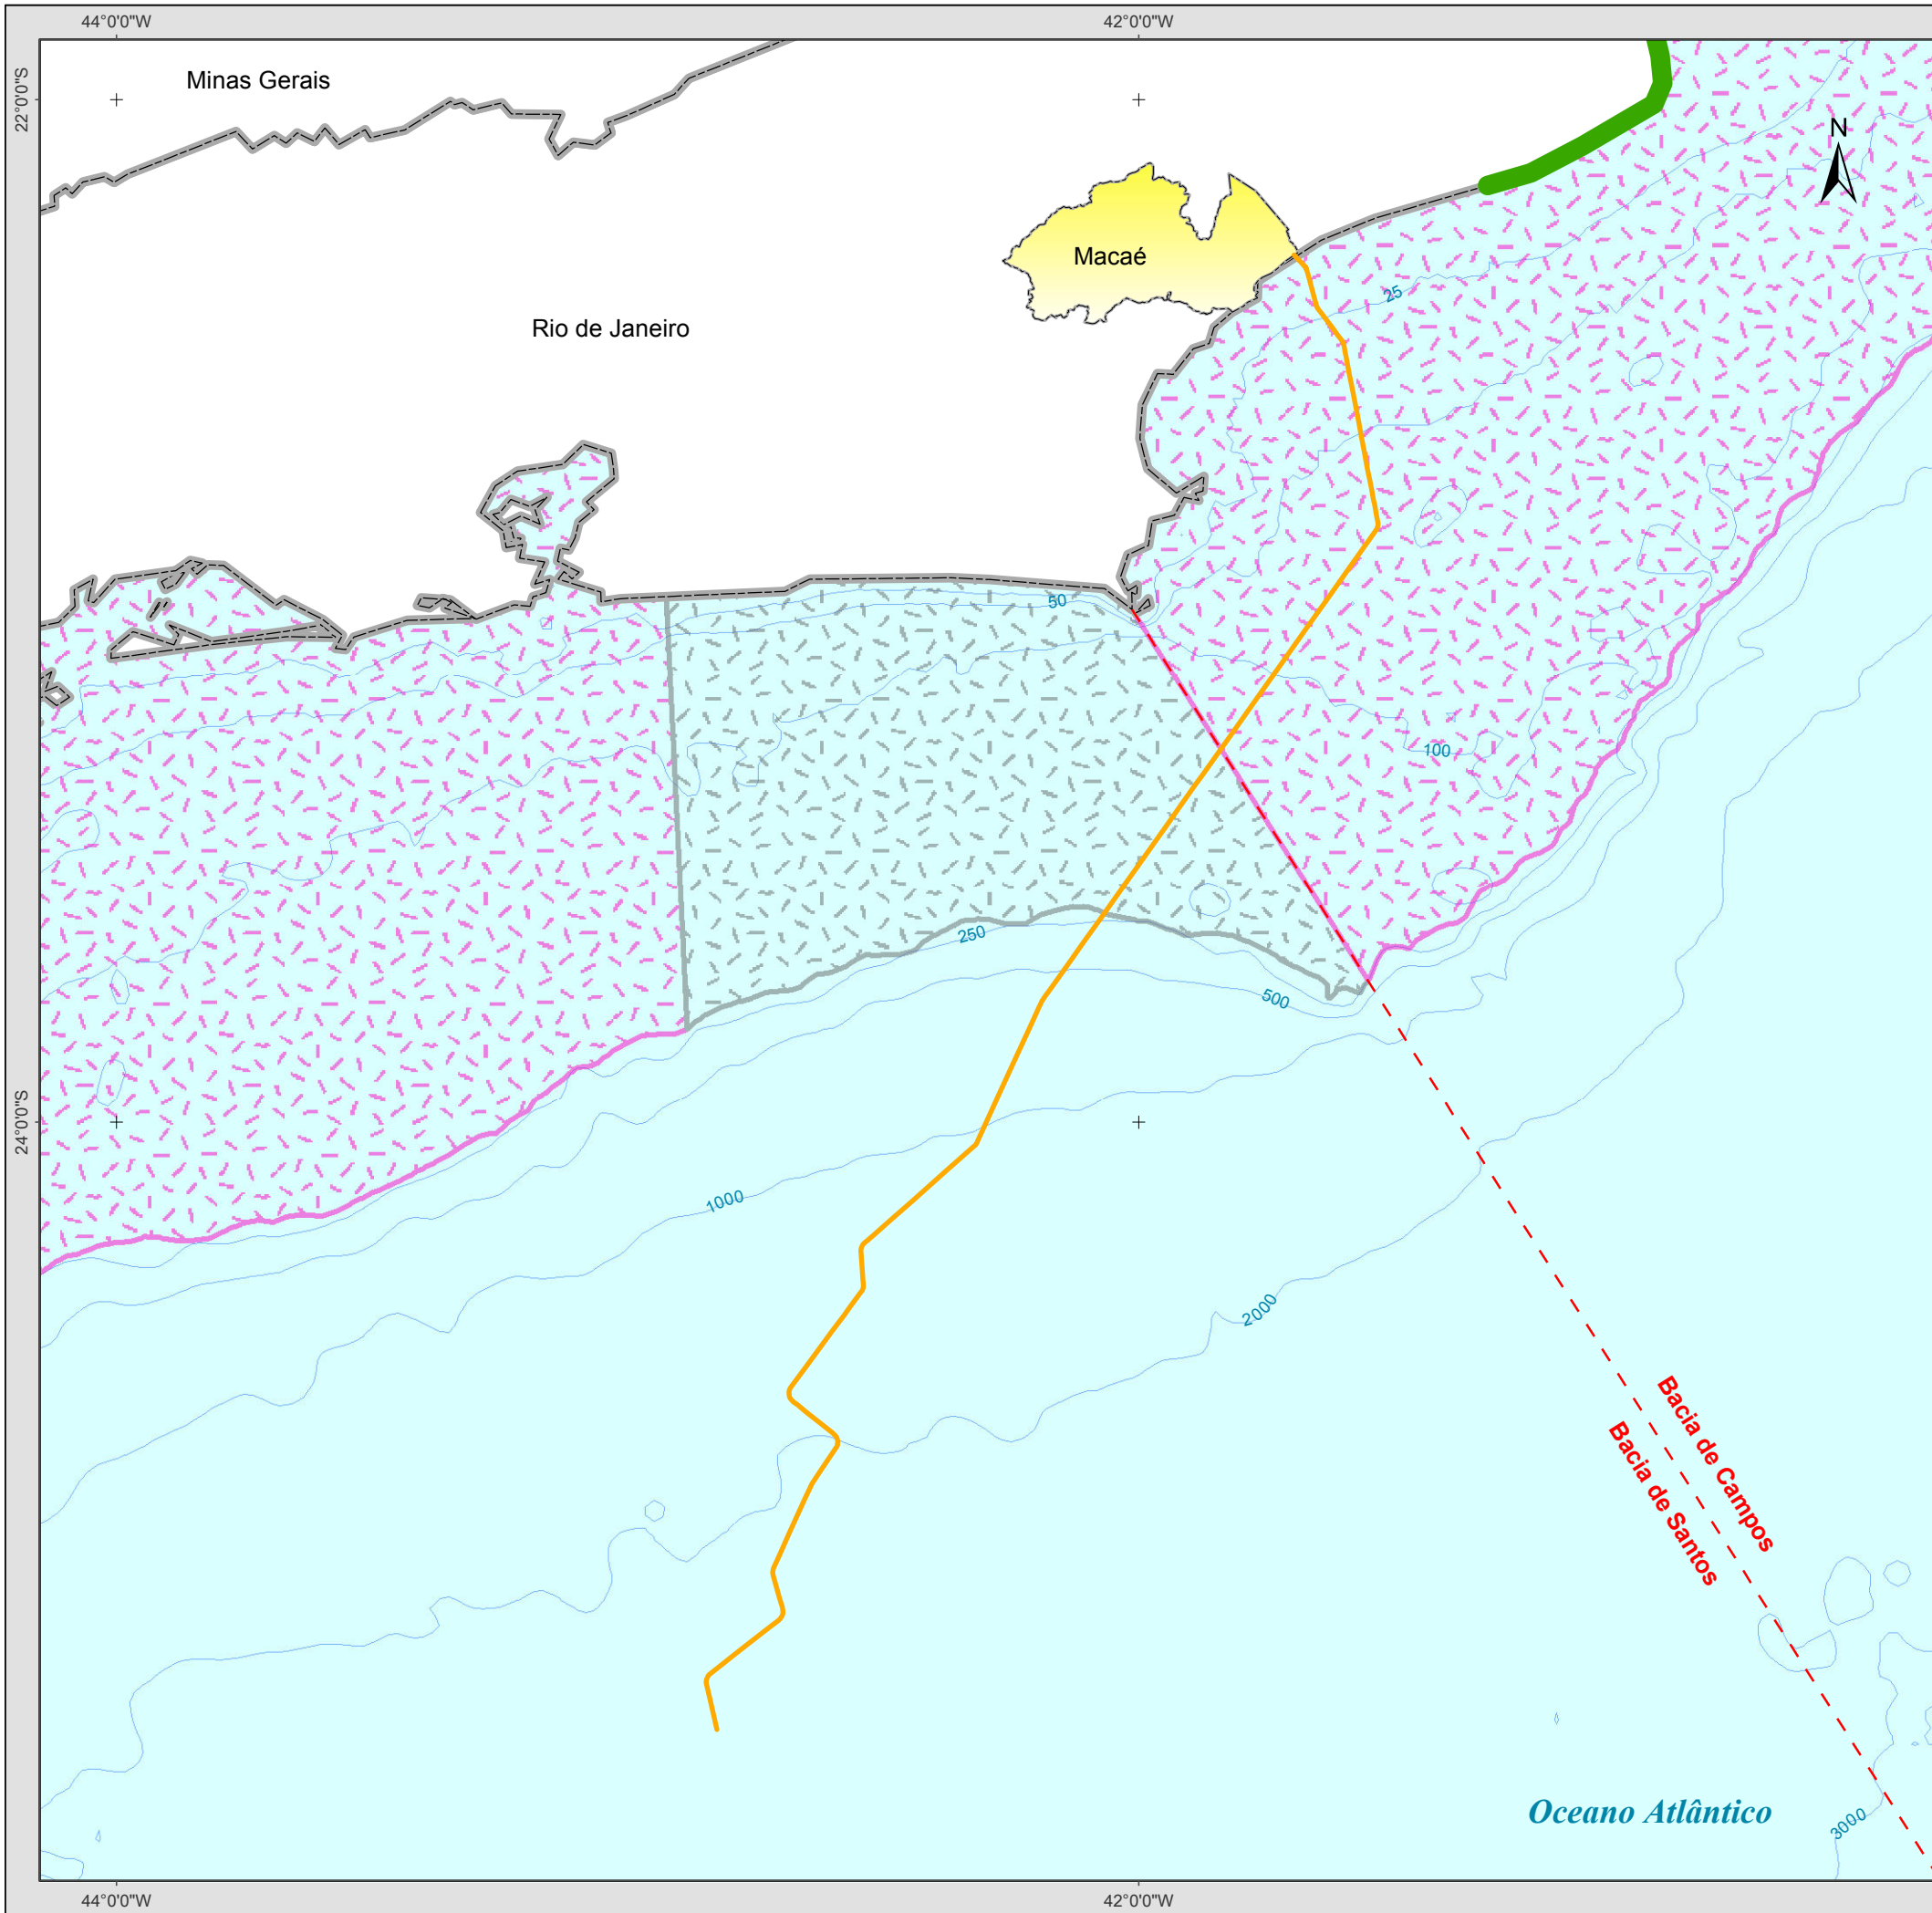 44°0'0"W
42°0'0"W
22°0'0"S
Minas Gerais
N
Macaé
25
Rio de Janeiro
50
100
250
500
24°0'0"S
1000
2000
Bacia de Campos
Bacia de Santos
Oceano Atlântico
3000
44°0'0"W
42°0'0"W